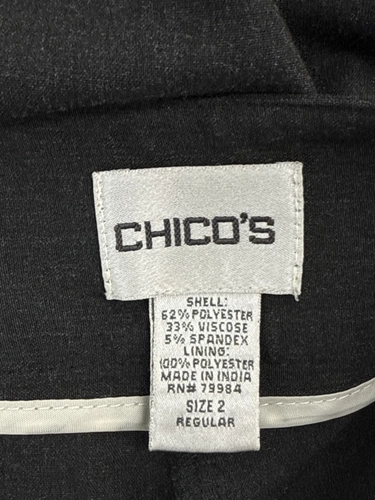 CHICO'S
SHELL:
62% POLYESTER
33% VISCOSE
5% SPANDEX
LINING:
100% POLYESTER
MADE IN INDIA
RN# 79984
SIZE 2
REGULAR